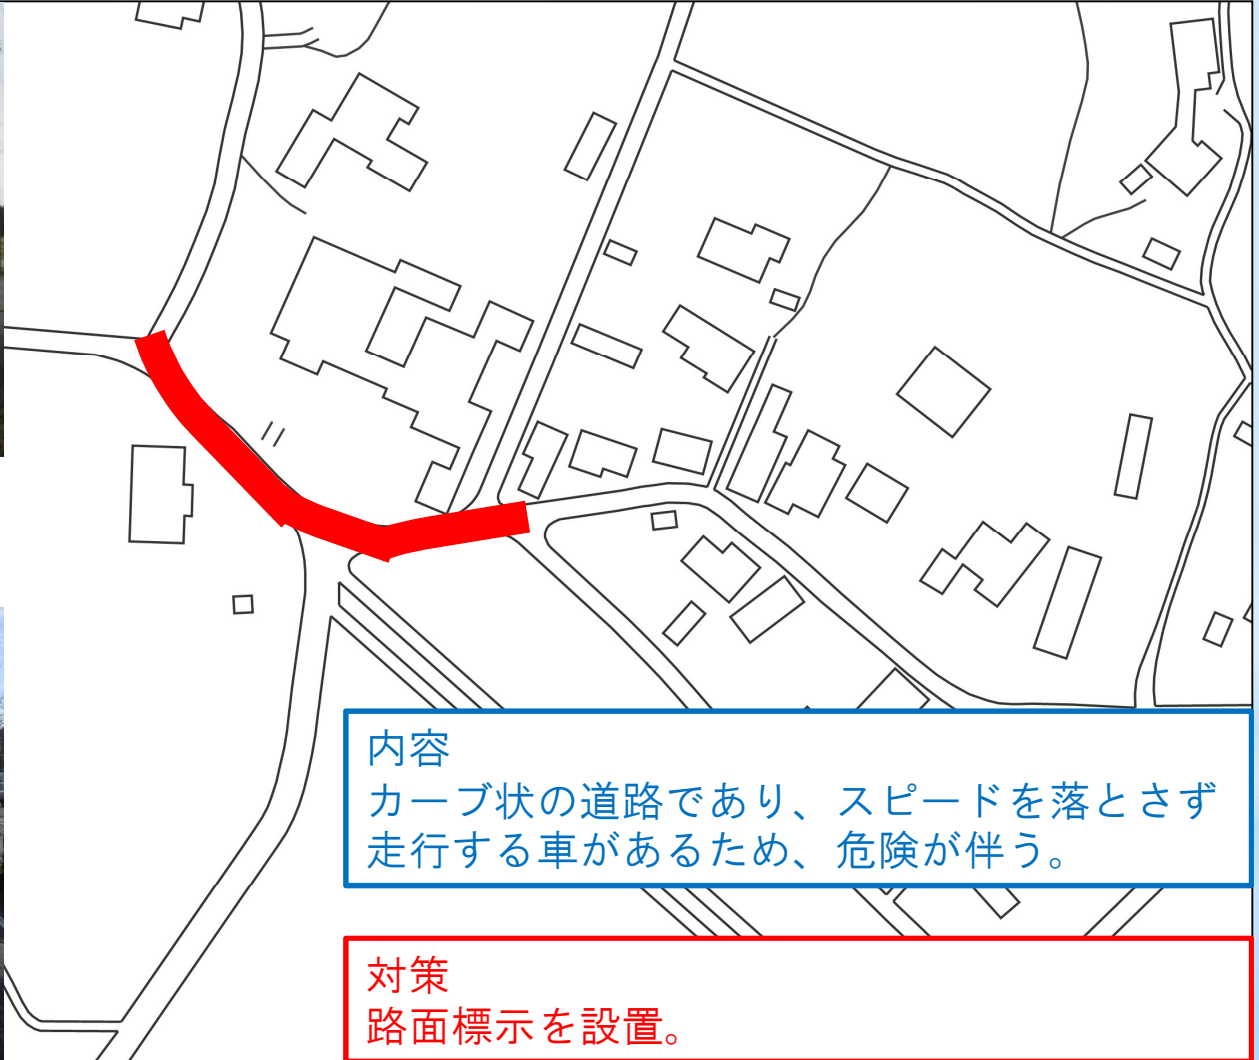 内容
カーブ状の道路であり、スピードを落とさず
走行する車があるため、危険が伴う。
対策
路面標示を設置。